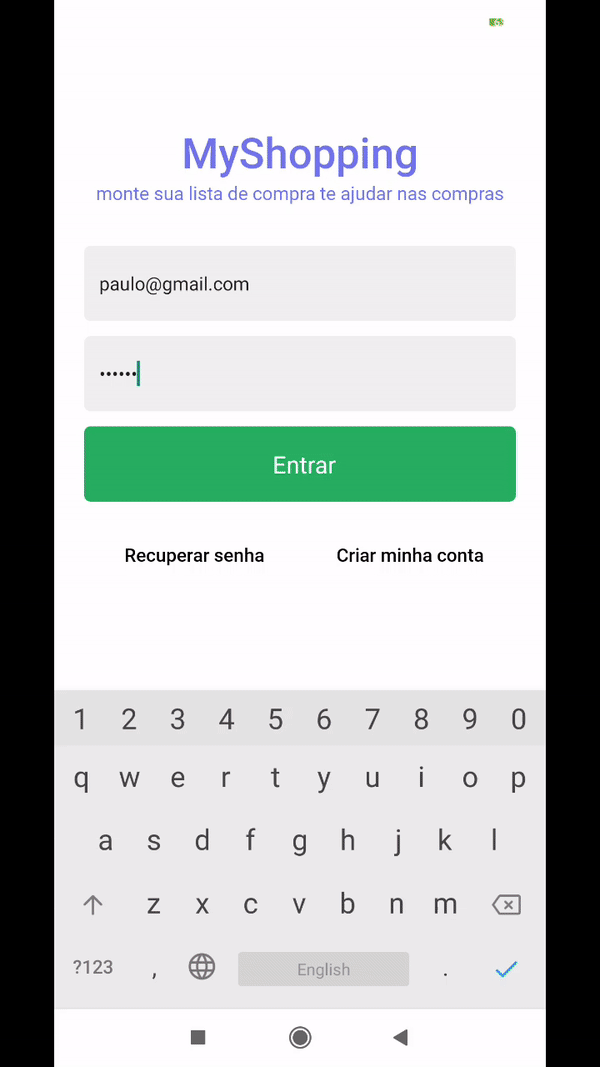 MyShopping
monte sua lista de compra te ajudar nas compras
paulo@gmail.com
••••••
Entrar
Recuperar senha Criar minha conta
1 2 3 4 5 6 7 8 9 0
q w e r t y u i o p
a s d f g h j k l
z x c v b n m
?123 , English .